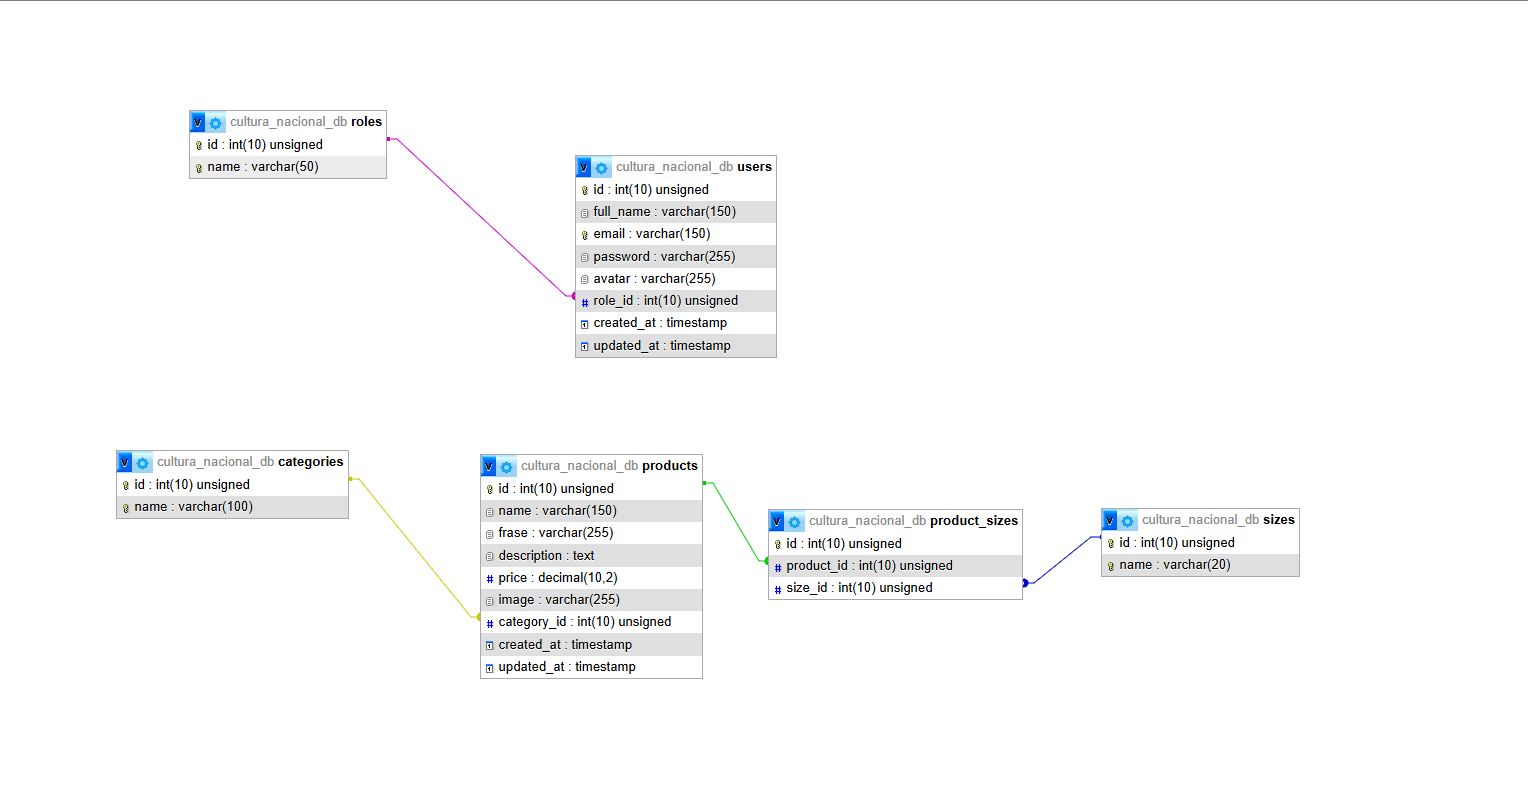 V cultura_nacional_db roles
id : int(10) unsigned
name : varchar(50)
V cultura_nacional_db users
id : int(10) unsigned
full_name : varchar(150)
email : varchar(150)
password : varchar(255)
avatar : varchar(255)
# role_id : int(10) unsigned
created_at : timestamp
updated_at : timestamp
V cultura_nacional_db categories
id : int(10) unsigned
name : varchar(100)
V cultura_nacional_db products
id : int(10) unsigned
name : varchar(150)
frase : varchar(255)
description : text
# price : decimal(10,2)
image : varchar(255)
# category_id : int(10) unsigned
created_at : timestamp
updated_at : timestamp
V cultura_nacional_db product_sizes
id : int(10) unsigned
# product_id : int(10) unsigned
# size_id : int(10) unsigned
V cultura_nacional_db sizes
id : int(10) unsigned
name : varchar(20)